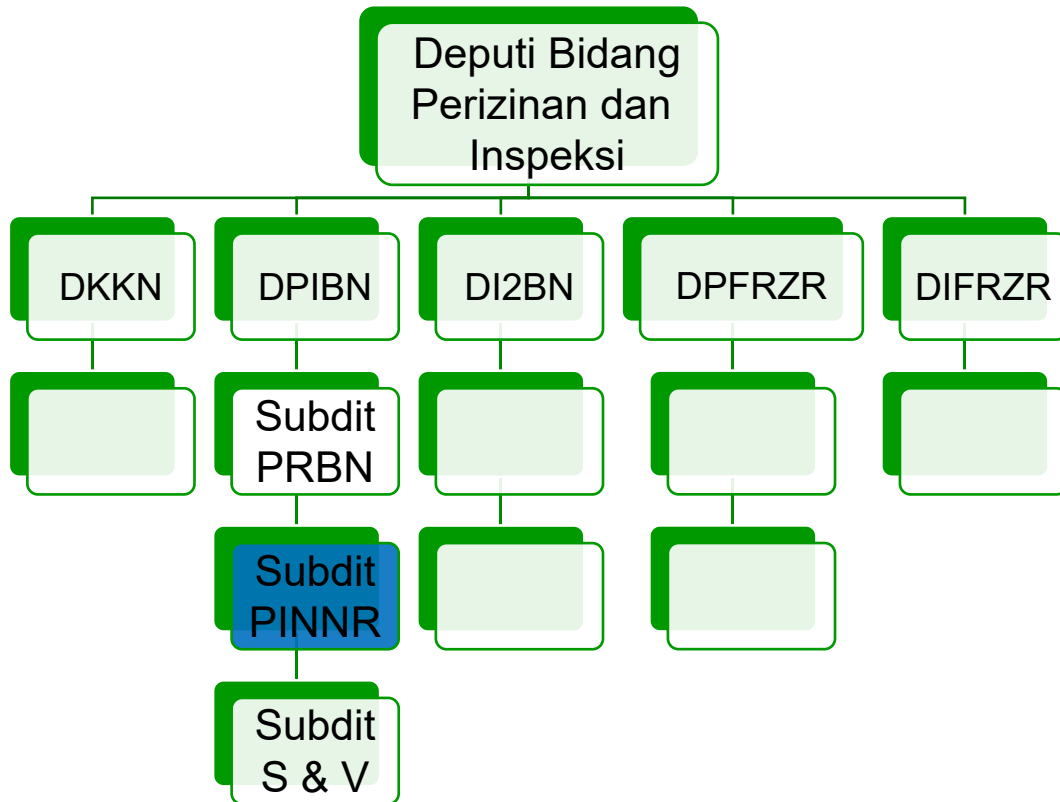 Deputi Bidang
Perizinan dan
Inspeksi
DKKN
DPIBN
DI2BN
DPFRZR
DIFRZR
Subdit
PRBN
Subdit
PINNR
Subdit
S & V